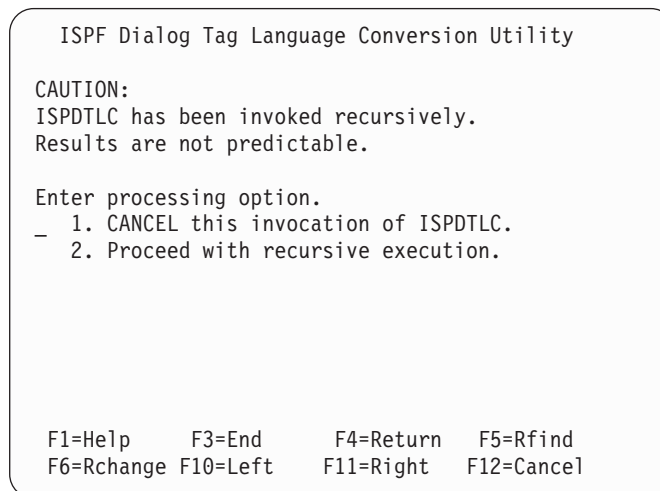 ISPF Dialog Tag Language Conversion Utility
CAUTION:
ISPDTLC has been invoked recursively.
Results are not predictable.
Enter processing option.
_ 1. CANCEL this invocation of ISPDTLC.
2. Proceed with recursive execution.
F1=Help F3=End F4=Return F5=Rfind
F6=Rchange F10=Left F11=Right F12=Cancel